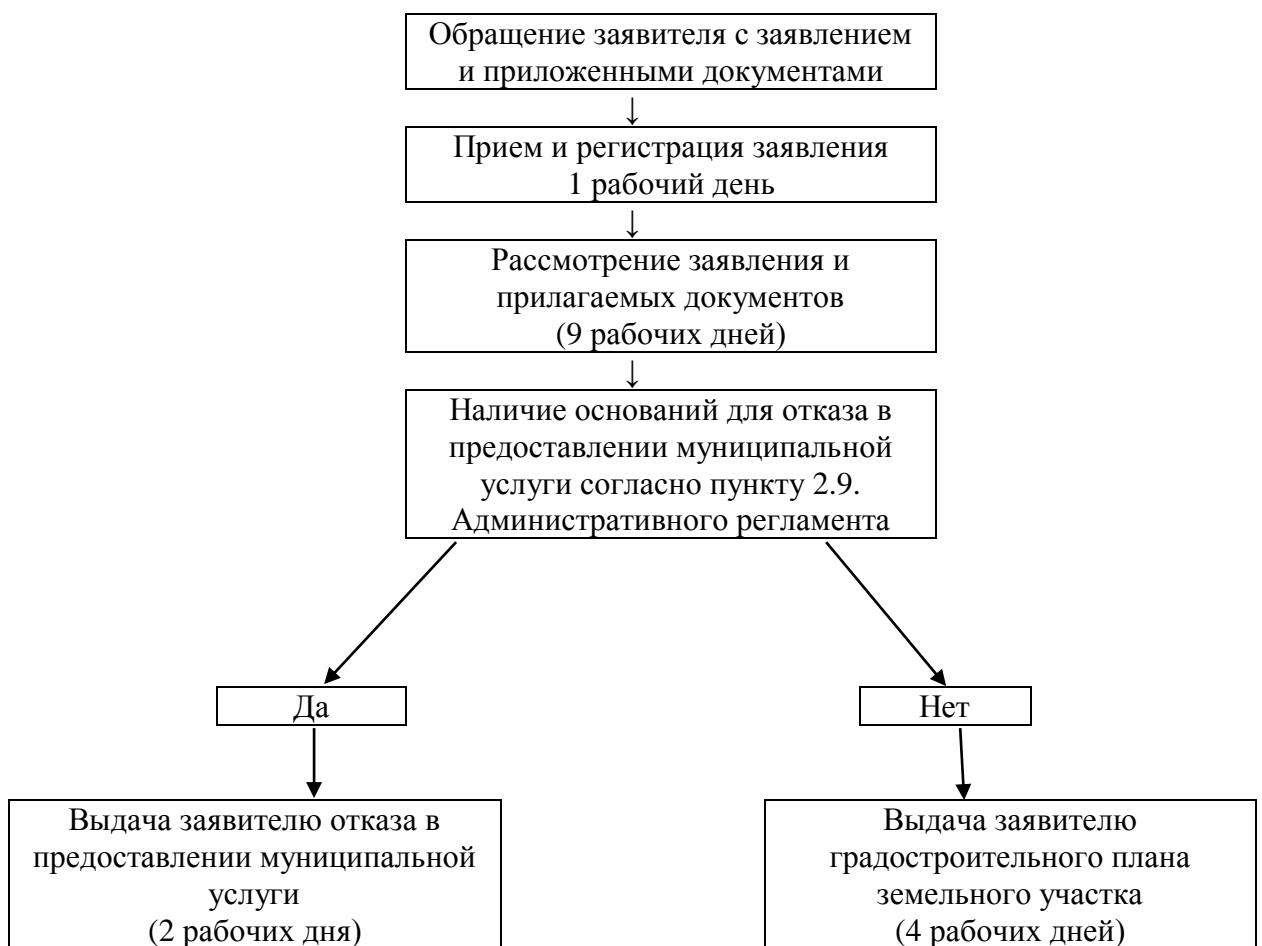 Обращение заявителя с заявлением
и приложенными документами
↓
Прием и регистрация заявления
1 рабочий день
↓
Рассмотрение заявления и
прилагаемых документов
(9 рабочих дней)
↓
Наличие оснований для отказа в
предоставлении муниципальной
услуги согласно пункту 2.9.
Административного регламента
Да
Нет
Выдача заявителю отказа в
предоставлении муниципальной
услуги
(2 рабочих дня)
Выдача заявителю
градостроительного плана
земельного участка
(4 рабочих дней)